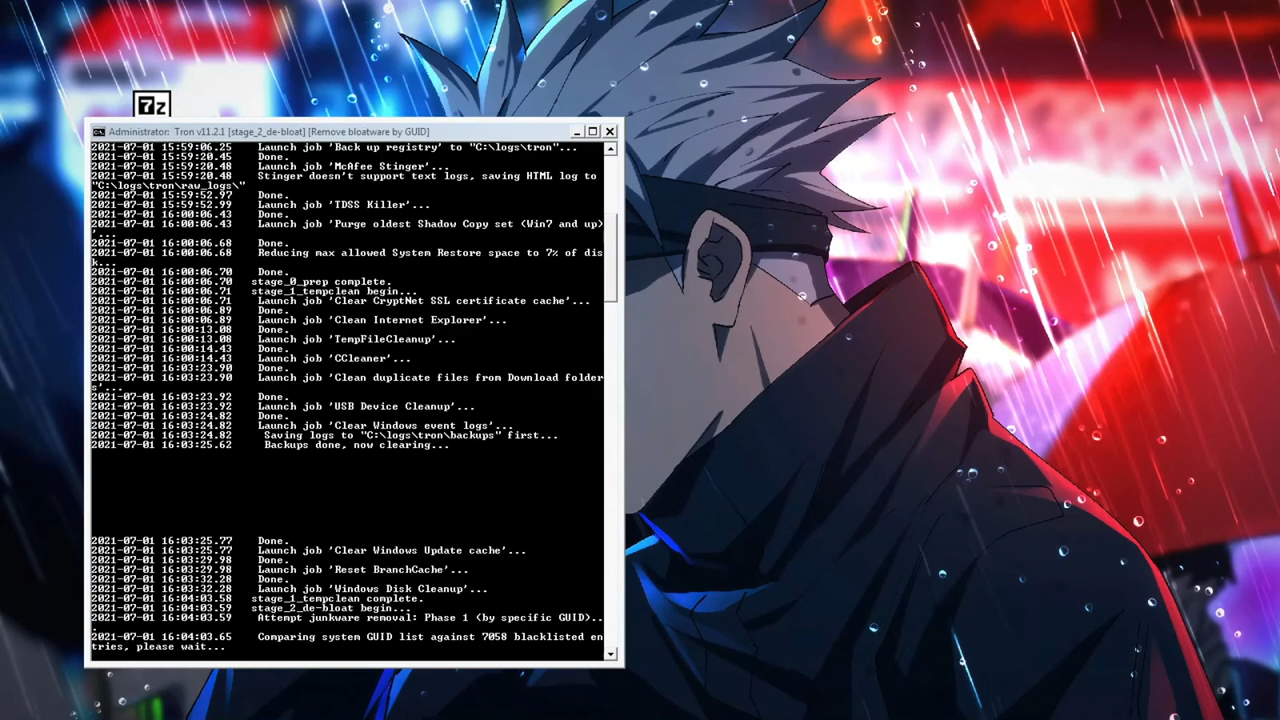 7z
Administrator: Tron v11.2.1 [stage_2_de-bloat] [Remove bloatware by GUID]
2021-07-01 15:59:06.25 Launch job 'Back up registry' to "C:\logs\tron"...
2021-07-01 15:59:20.45 Done.
2021-07-01 15:59:20.48 Launch job 'McAfee Stinger'...
2021-07-01 15:59:20.48 Stinger doesn't support text logs, saving HTML log to
"C:\logs\tron\raw_logs\"
2021-07-01 15:59:52.97 Done.
2021-07-01 15:59:52.99 Launch job 'TDSS Killer'...
2021-07-01 16:00:06.43 Done.
2021-07-01 16:00:06.43 Launch job 'Purge oldest Shadow Copy set (Win7 and up)
'...
2021-07-01 16:00:06.68 Done.
2021-07-01 16:00:06.68 Reducing max allowed System Restore space to 7% of dis
k...
2021-07-01 16:00:06.70 Done.
2021-07-01 16:00:06.70 stage_0_prep complete.
2021-07-01 16:00:06.71 stage_1_tempclean begin...
2021-07-01 16:00:06.71 Launch job 'Clear CryptNet SSL certificate cache'...
2021-07-01 16:00:06.89 Done.
2021-07-01 16:00:06.89 Launch job 'Clean Internet Explorer'...
2021-07-01 16:00:13.08 Done.
2021-07-01 16:00:13.08 Launch job 'TempFileCleanup'...
2021-07-01 16:00:14.43 Done.
2021-07-01 16:00:14.43 Launch job 'CCleaner'...
2021-07-01 16:03:23.90 Done.
2021-07-01 16:03:23.90 Launch job 'Clean duplicate files from Download folder
s'...
2021-07-01 16:03:23.92 Done.
2021-07-01 16:03:23.92 Launch job 'USB Device Cleanup'...
2021-07-01 16:03:24.82 Done.
2021-07-01 16:03:24.82 Launch job 'Clear Windows event logs'...
2021-07-01 16:03:24.82 Saving logs to "C:\logs\tron\backups" first...
2021-07-01 16:03:25.62 Backups done, now clearing...
2021-07-01 16:03:25.77 Done.
2021-07-01 16:03:25.77 Launch job 'Clear Windows Update cache'...
2021-07-01 16:03:29.98 Done.
2021-07-01 16:03:29.98 Launch job 'Reset BranchCache'...
2021-07-01 16:03:32.28 Done.
2021-07-01 16:03:32.28 Launch job 'Windows Disk Cleanup'...
2021-07-01 16:04:03.58 stage_1_tempclean complete.
2021-07-01 16:04:03.59 stage_2_de-bloat begin...
2021-07-01 16:04:03.59 Attempt junkware removal: Phase 1 (by specific GUID)..
.
2021-07-01 16:04:03.65 Comparing system GUID list against 7058 blacklisted en
tries, please wait...